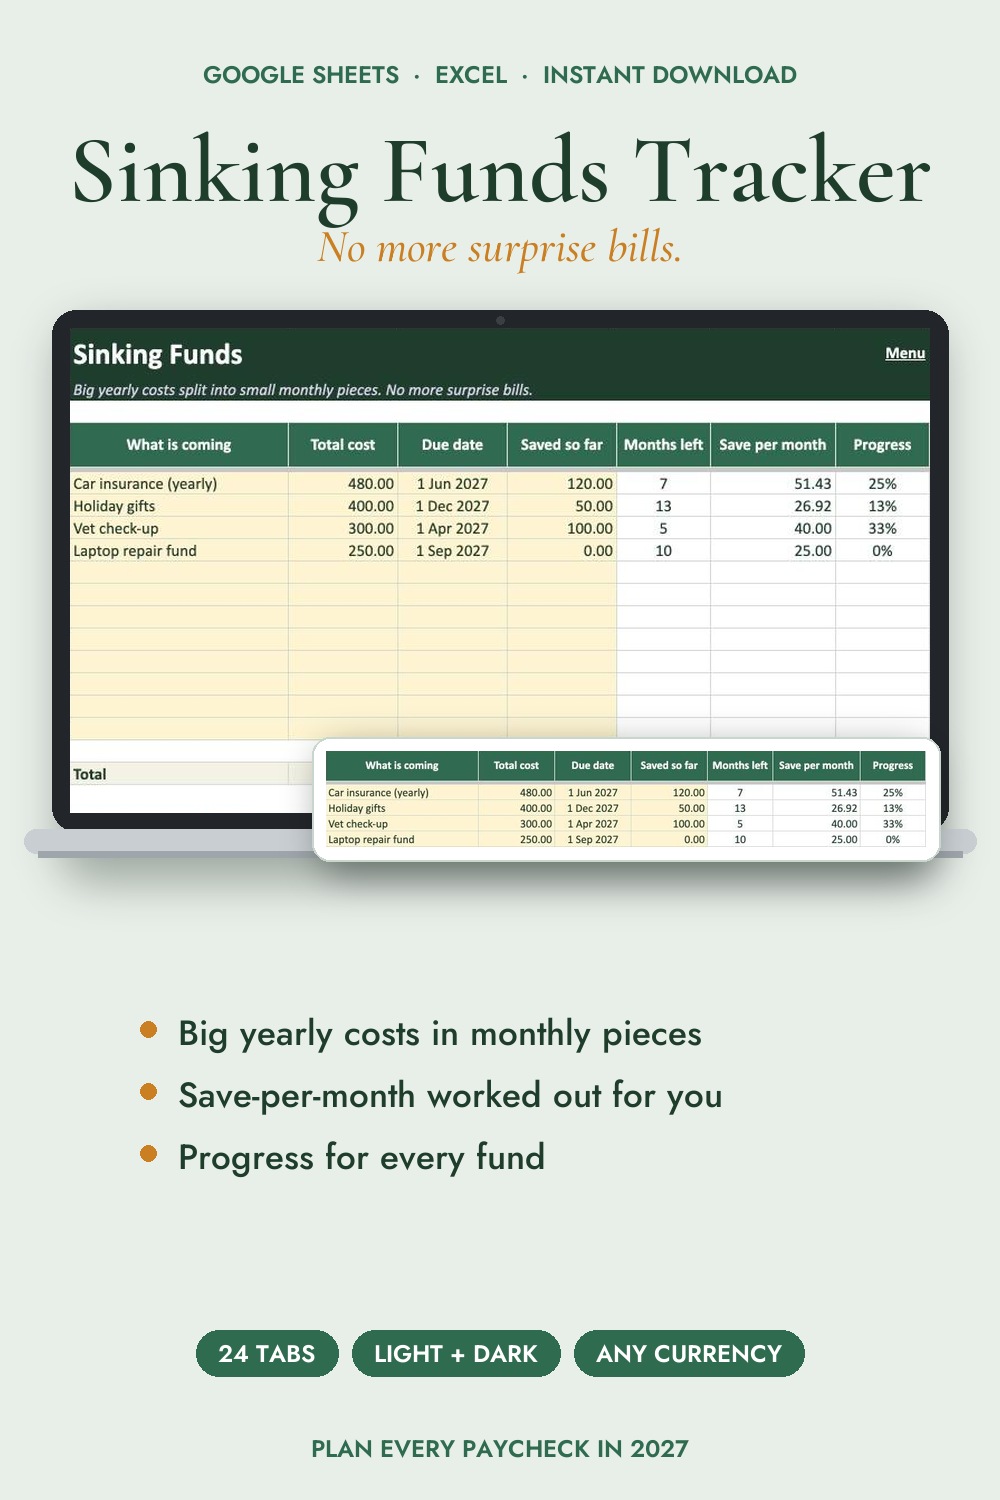 GOOGLE SHEETS · EXCEL · INSTANT DOWNLOAD
Sinking Funds Tracker
No more surprise bills.
Sinking Funds Menu
Big yearly costs split into small monthly pieces. No more surprise bills.
What is coming Total cost Due date Saved so far Months left Save per month Progress
Car insurance (yearly) 480.00 1 Jun 2027 120.00 7 51.43 25%
Holiday gifts 400.00 1 Dec 2027 50.00 13 26.92 13%
Vet check-up 300.00 1 Apr 2027 100.00 5 40.00 33%
Laptop repair fund 250.00 1 Sep 2027 0.00 10 25.00 0%
Total
What is coming Total cost Due date Saved so far Months left Save per month Progress
Car insurance (yearly) 480.00 1 Jun 2027 120.00 7 51.43 25%
Holiday gifts 400.00 1 Dec 2027 50.00 13 26.92 13%
Vet check-up 300.00 1 Apr 2027 100.00 5 40.00 33%
Laptop repair fund 250.00 1 Sep 2027 0.00 10 25.00 0%
Big yearly costs in monthly pieces
Save-per-month worked out for you
Progress for every fund
24 TABS LIGHT + DARK ANY CURRENCY
PLAN EVERY PAYCHECK IN 2027